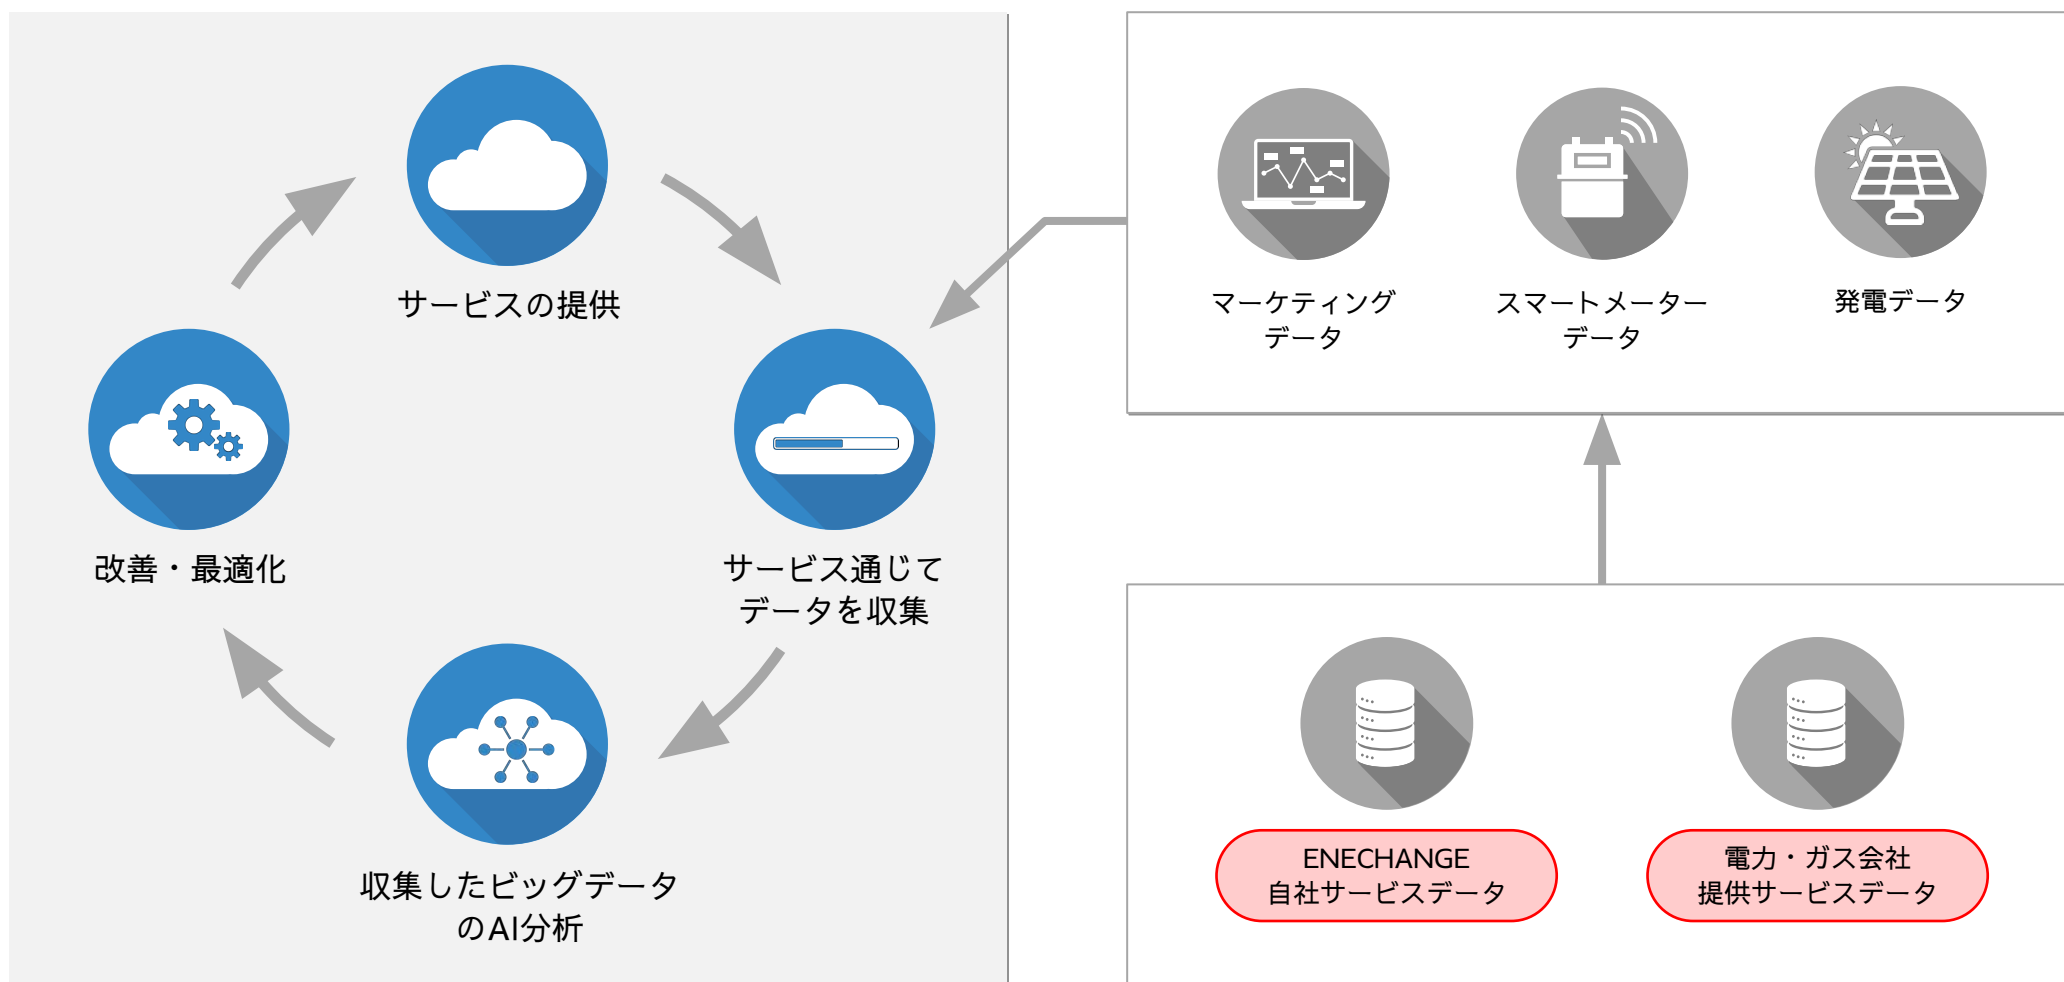 サービスの提供
改善・最適化
サービス通じて
データを収集
収集したビッグデータ
のAI分析
マーケティング
データ
スマートメーター
データ
発電データ
ENECHANGE
自社サービスデータ
電力・ガス会社
提供サービスデータ